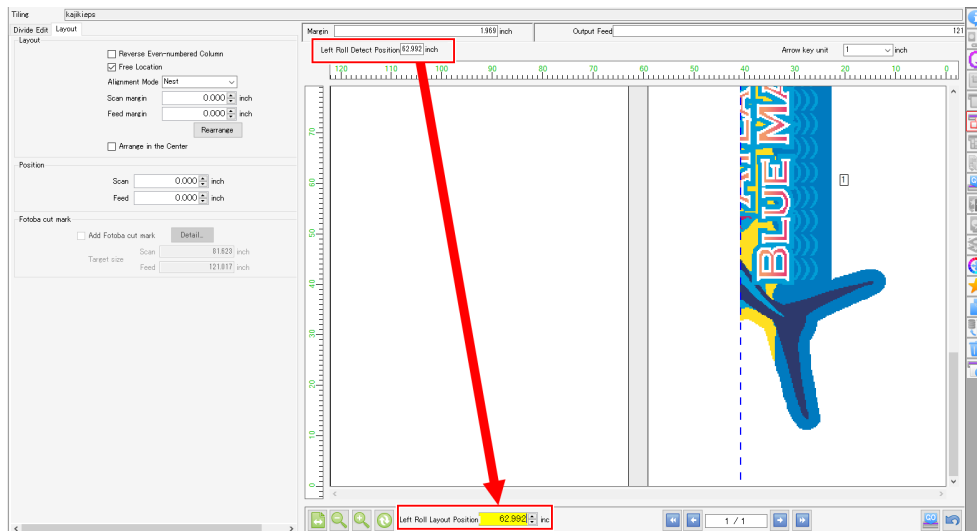 Tiling kajikieps
Divide Edit Layout
Layout
Reverse Even-numbered Column
Free Location
Alignment Mode Nest
Scan margin 0.000 inch
Feed margin 0.000 inch
Rearrange
Arrange in the Center
Position
Scan 0.000 inch
Feed 0.000 inch
Fotoba cut mark
Add Fotoba cut mark Detail...
Target size
Scan 81.623 inch
Feed 121.817 inch
Margin 1.969 inch Output Feed 121
Left Roll Detect Position 62.992 inch Arrow key unit 1 inch
120 110 100 90 80 70 60 50 40 30 20 10 0
70
60
50
40
30
20
10
0
BLUE MA
1
Left Roll Layout Position 62.992 inc
1 / 1